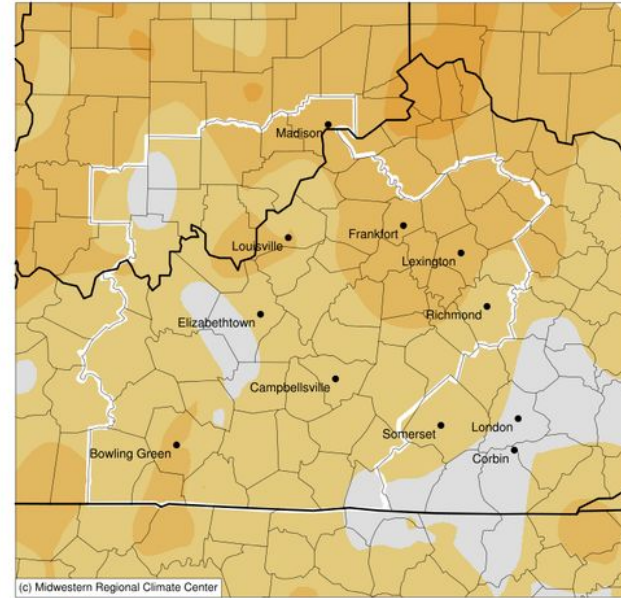 Madison
Louisville
Frankfort
Lexington
Elizabethtown
Richmond
Campbellsville
Somerset
London
Bowling Green
Corbin
(c) Midwestern Regional Climate Center